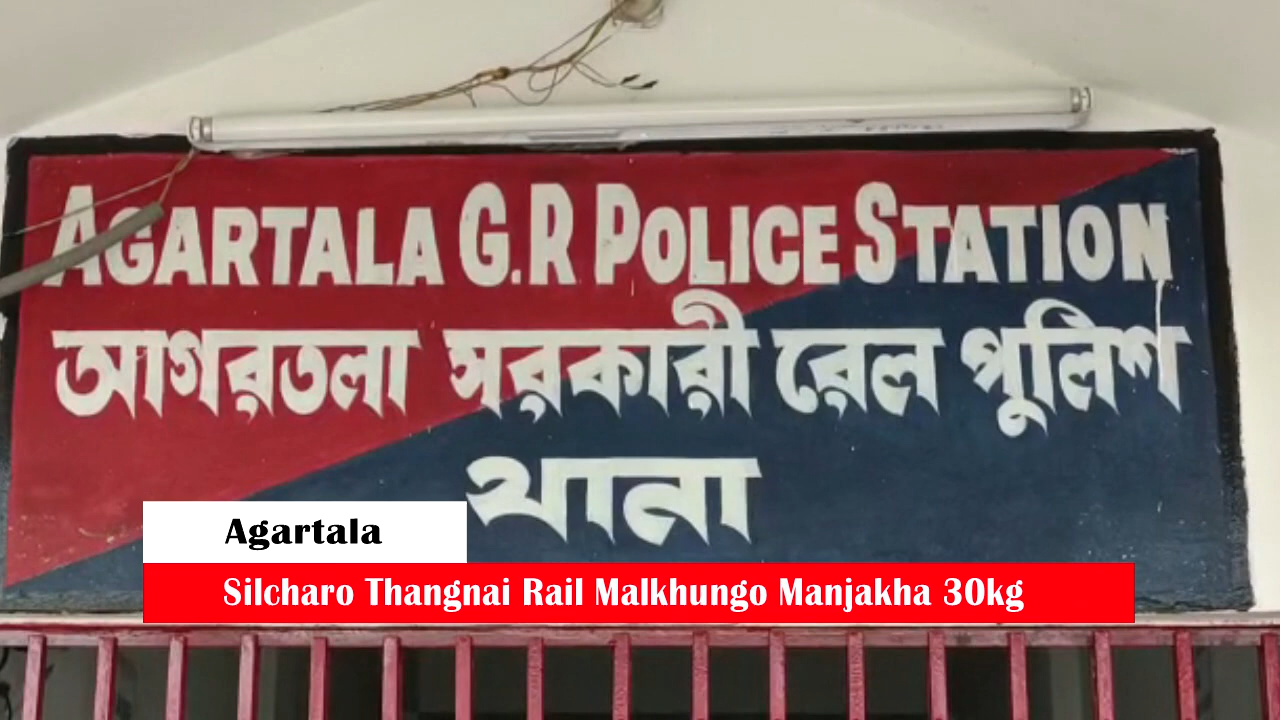 AGARTALA G.R POLICE STATION
আগরতলা সরকারী রেল পুলিশ
থানা
Agartala
Silcharo Thangnai Rail Malkhungo Manjakha 30kg